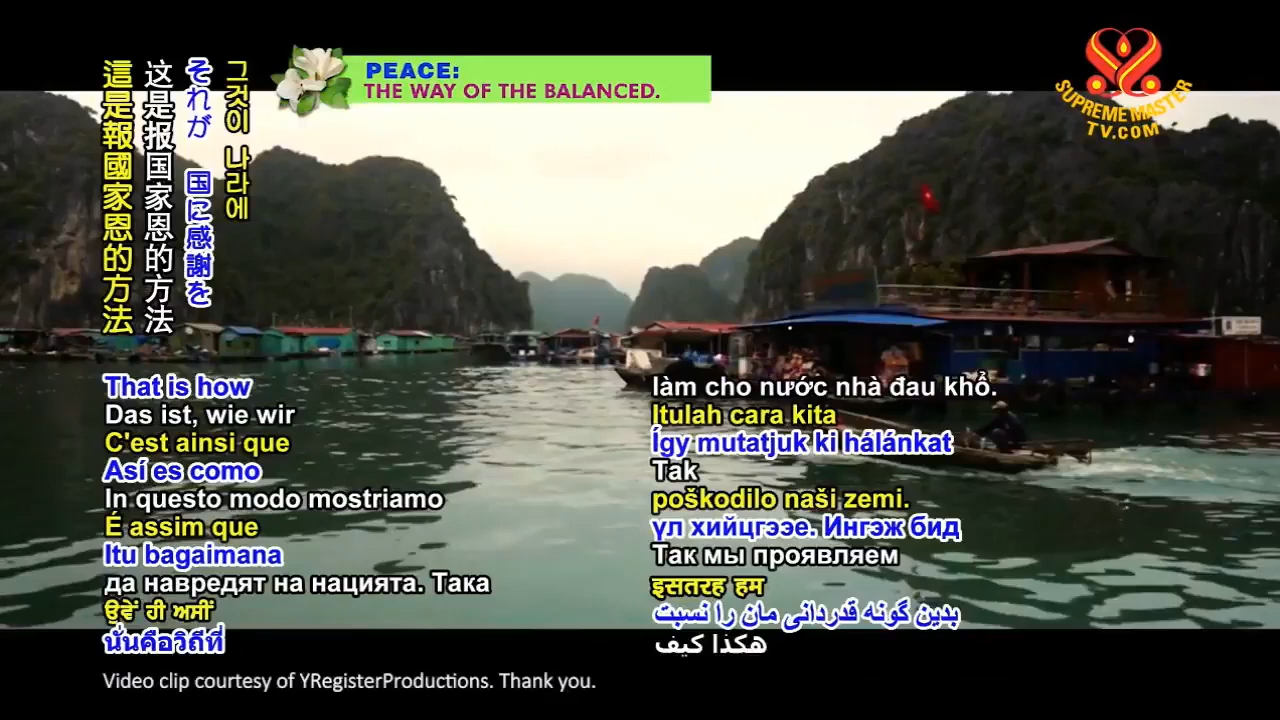 PEACE:
THE WAY OF THE BALANCED.
SUPREME MASTER
TV.COM
그것이 나라에
それが 国に感謝を
这是报国家恩的方法
這是報國家恩的方法
That is how
Das ist, wie wir
C'est ainsi que
Así es como
In questo modo mostriamo
É assim que
Itu bagaimana
да навредят на нацията. Така
ਉਵੇਂ ਹੀ ਅਸੀਂ
นั่นคือวิถีที่
làm cho nước nhà đau khổ.
Itulah cara kita
Így mutatjuk ki hálánkat
Tak
poškodilo naši zemi.
үл хийцгээе. Ингэж бид
Так мы проявляем
इसतरह हम
بدین گونه قدردانی مان را نسبت
هكذا كيف
Video clip courtesy of YRegisterProductions. Thank you.